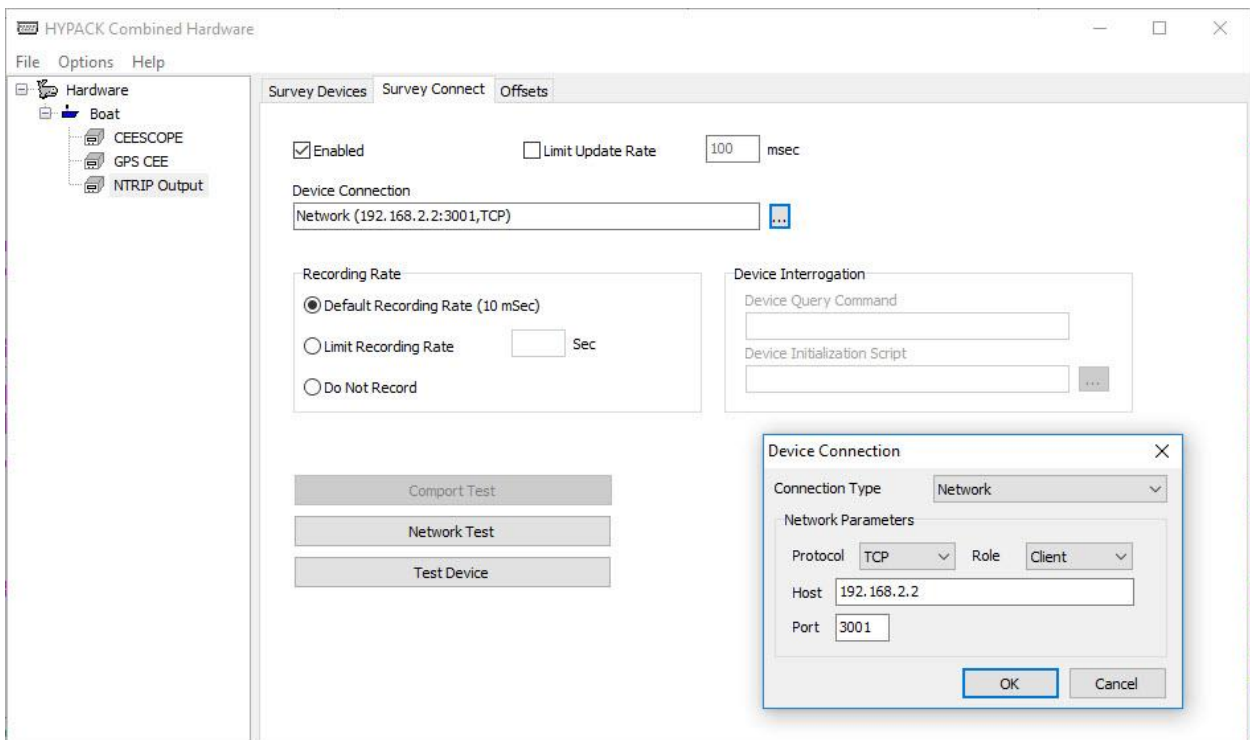 HYPACK Combined Hardware
File Options Help
Hardware
Boat
CEESCOPE
GPS CEE
NTRIP Output
Survey Devices Survey Connect Offsets
Enabled Limit Update Rate 100 msec
Device Connection
Network (192.168.2.2:3001,TCP)
...
Recording Rate
Default Recording Rate (10 mSec)
Limit Recording Rate Sec
Do Not Record
Device Interrogation
Device Query Command
Device Initialization Script
...
Comport Test
Network Test
Test Device
Device Connection
Connection Type Network
Network Parameters
Protocol TCP Role Client
Host 192.168.2.2
Port 3001
OK Cancel